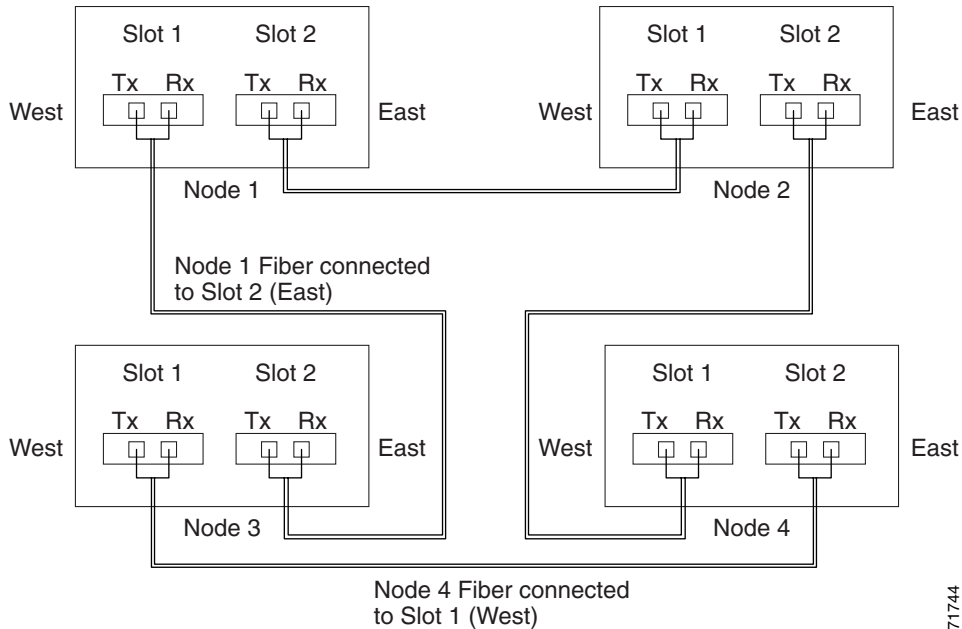 Slot 1 Slot 2 Slot 1 Slot 2
Tx Rx Tx Rx Tx Rx Tx Rx
West East West East
Node 1 Node 2
Node 1 Fiber connected
to Slot 2 (East)
Slot 1 Slot 2 Slot 1 Slot 2
Tx Rx Tx Rx Tx Rx Tx Rx
West East West East
Node 3 Node 4
Node 4 Fiber connected
to Slot 1 (West)
71744